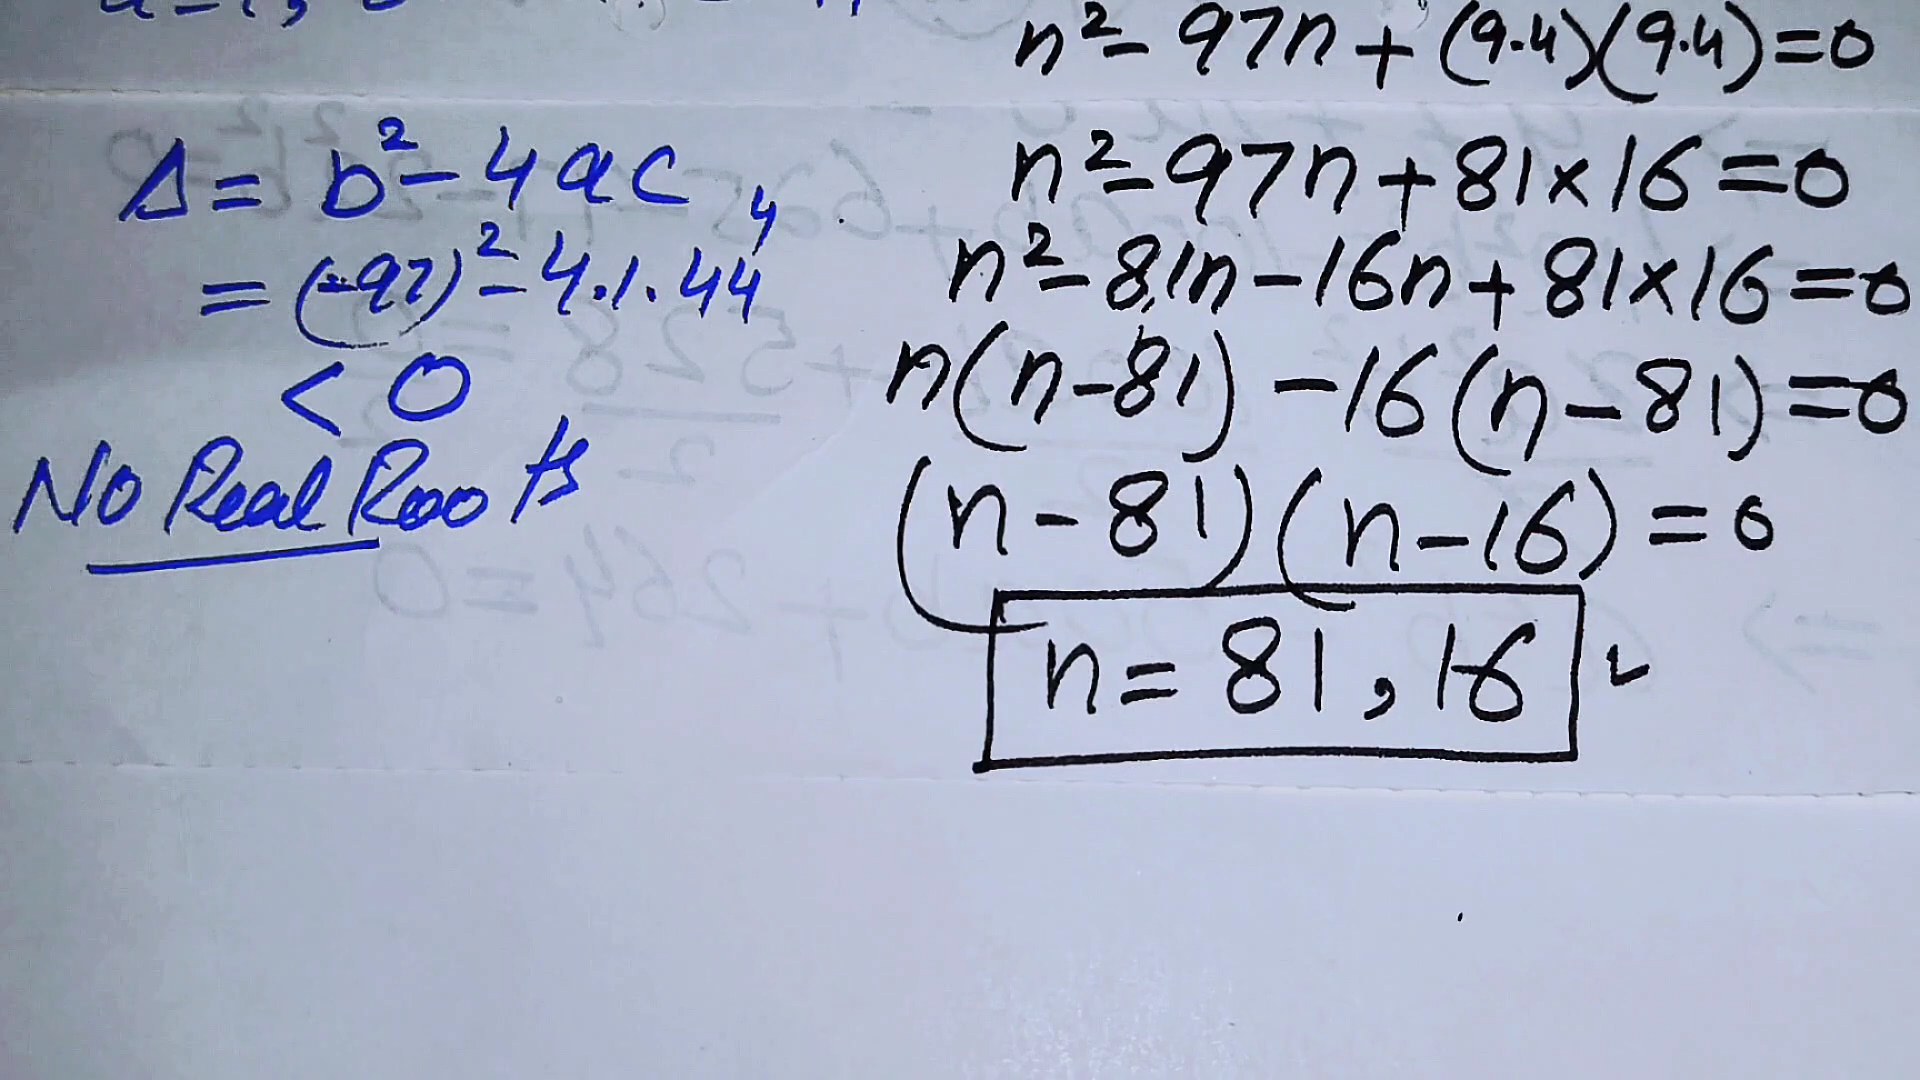 Δ = b² - 4ac
= (-97)² - 4.1.44⁴
< 0
No Real Roots
n² - 97n + (9.4)(9.4) = 0
n² - 97n + 81 × 16 = 0
n² - 81n - 16n + 81 × 16 = 0
n(n - 81) - 16(n - 81) = 0
(n - 81)(n - 16) = 0
n = 81, 16 ✓